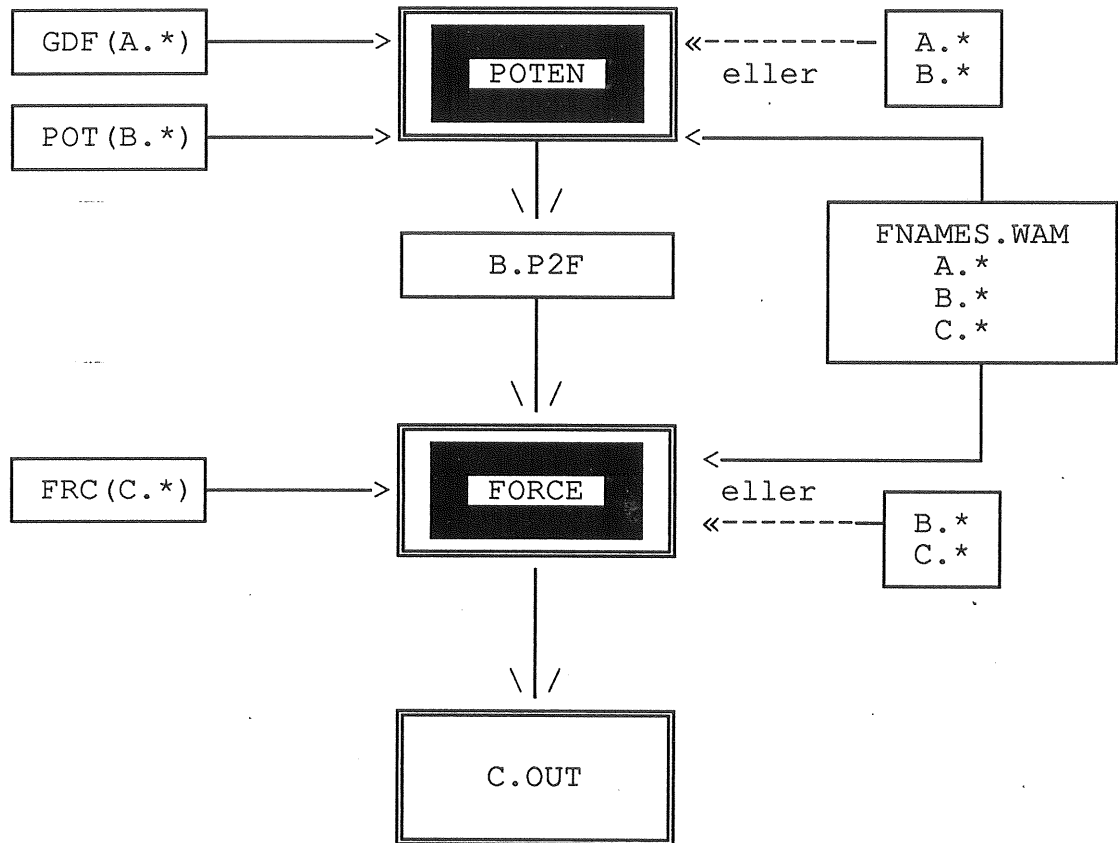 GDF(A.*)
POTEN
A.*
B.*
eller
POT(B.*)
FNAMES.WAM
A.*
B.*
C.*
B.P2F
FRC(C.*)
FORCE
eller
B.*
C.*
C.OUT